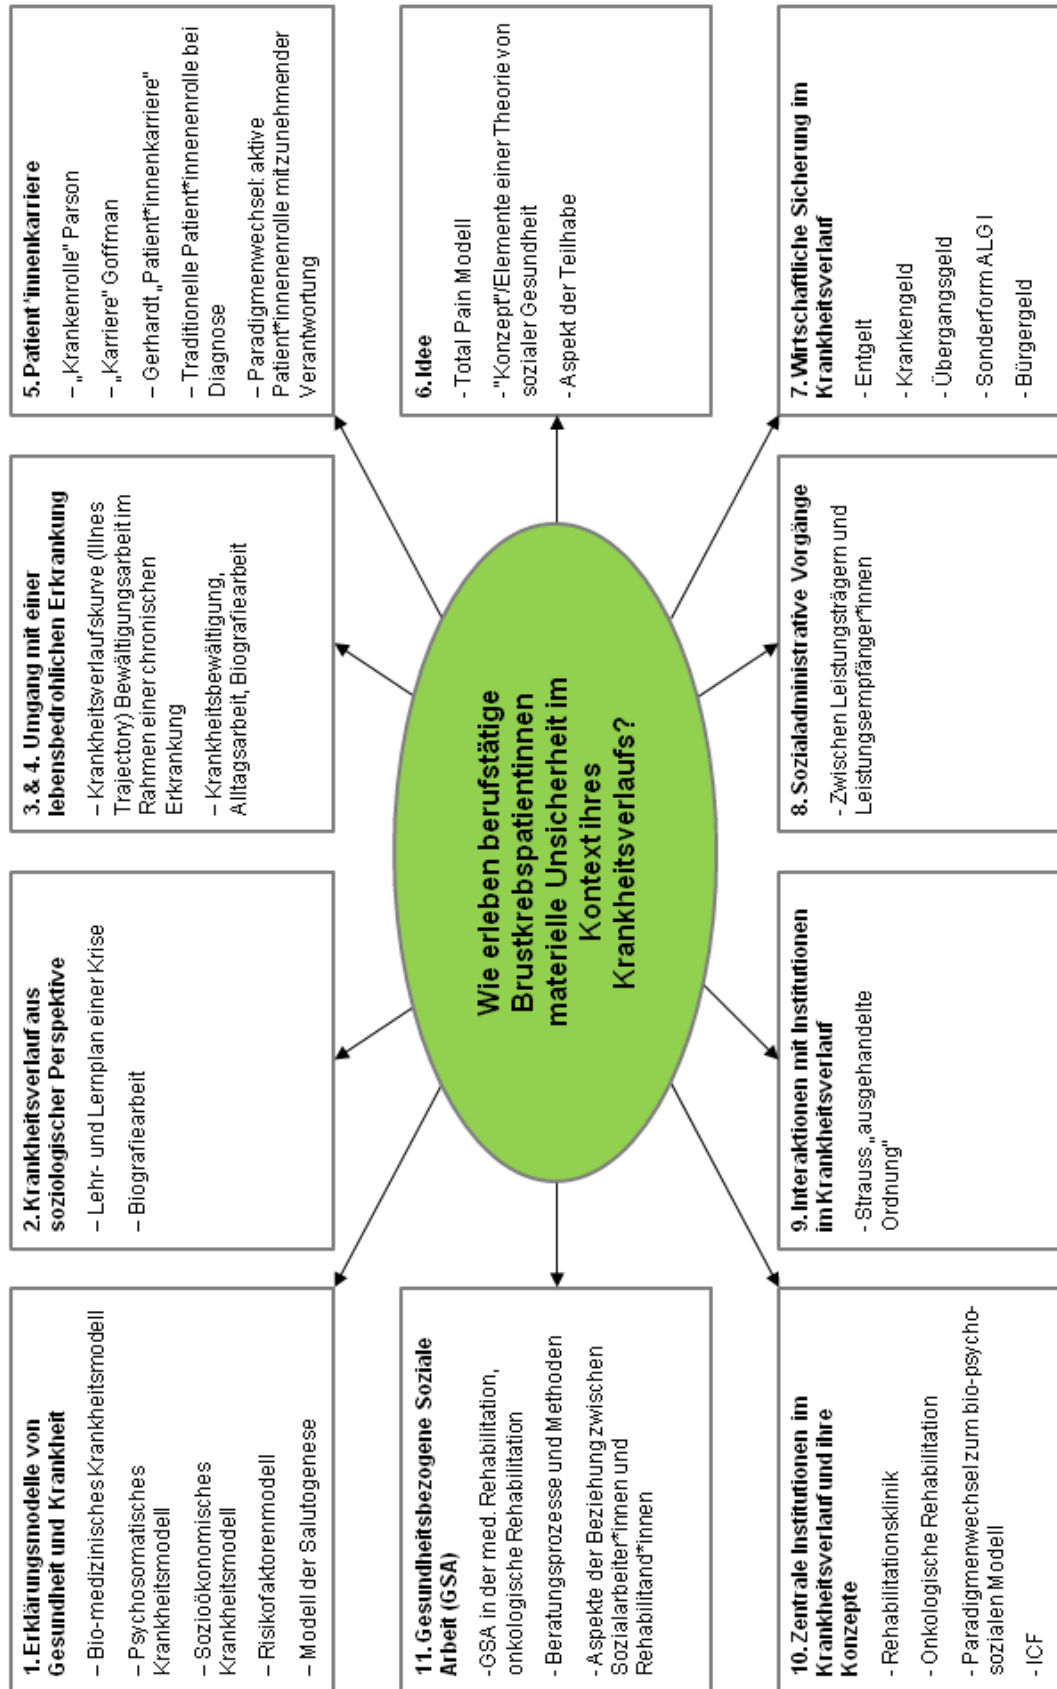 1. Erklärungsmodelle von
Gesundheit und Krankheit
– Bio-medizinisches Krankheitsmodell
– Psychosomatisches
Krankheitsmodell
– Sozioökonomisches
Krankheitsmodell
– Risikofaktorenmodell
– Modell der Salutogenese
2. Krankheitsverlauf aus
soziologischer Perspektive
– Lehr- und Lernplan einer Krise
– Biografiearbeit
3. & 4. Umgang mit einer
lebensbedrohlichen Erkrankung
– Krankheitsverlaufskurve (Illnes
Trajectory) Bewältigungsarbeit im
Rahmen einer chronischen
Erkrankung
– Krankheitsbewältigung,
Alltagsarbeit, Biografiearbeit
5. Patient*innenkarriere
– „Krankenrolle" Parson
– „Karriere" Goffman
– Gerhardt „Patient*innenkarriere"
– Traditionelle Patient*innenenrolle bei
Diagnose
– Paradigmenwechsel: aktive
Patient*innenenrolle mit zunehmender
Verantwortung
11. Gesundheitsbezogene Soziale
Arbeit (GSA)
-GSA in der med. Rehabilitation,
onkologische Rehabilitation
- Beratungsprozesse und Methoden
- Aspekte der Beziehung zwischen
Sozialarbeiter*innen und
Rehabilitand*innen
Wie erleben berufstätige
Brustkrebspatientinnen
materielle Unsicherheit im
Kontext ihres
Krankheitsverlaufs?
6. Idee
- Total Pain Modell
- "Konzept"/Elemente einer Theorie von
sozialer Gesundheit
- Aspekt der Teilhabe
10. Zentrale Institutionen im
Krankheitsverlauf und ihre
Konzepte
- Rehabilitationsklinik
- Onkologische Rehabilitation
- Paradigmenwechsel zum bio-psycho-
sozialen Modell
- ICF
9. Interaktionen mit Institutionen
im Krankheitsverlauf
- Strauss „ausgehandelte
Ordnung"
8. Sozialadministrative Vorgänge
- Zwischen Leistungsträgern und
Leistungsempfänger*innen
7. Wirtschaftliche Sicherung im
Krankheitsverlauf
- Entgelt
- Krankengeld
- Übergangsgeld
- Sonderform ALG I
- Bürgergeld